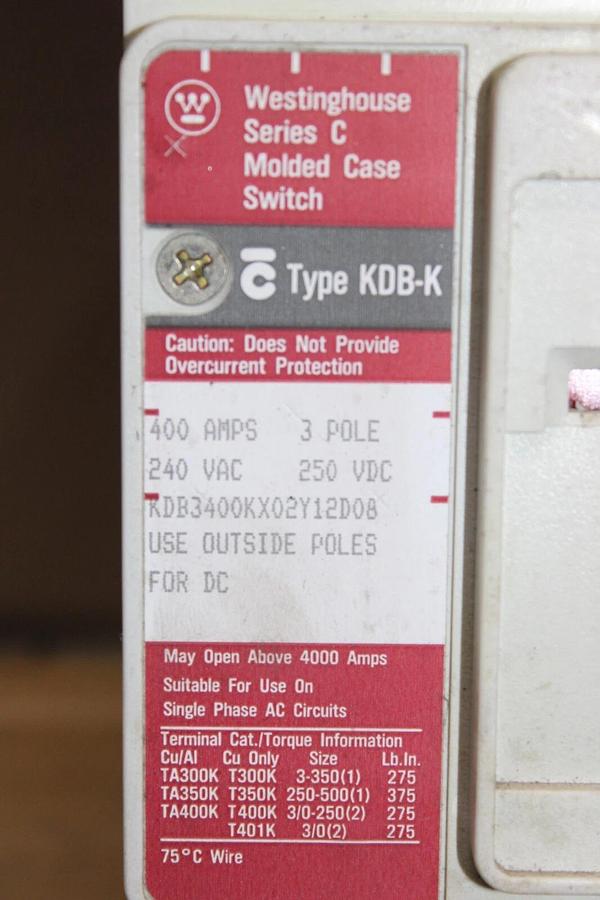 Westinghouse
Series C
Molded Case
Switch
C Type KDB-K
Caution: Does Not Provide
Overcurrent Protection
400 AMPS 3 POLE
240 VAC 250 VDC
KDB3400KX02Y12D08
USE OUTSIDE POLES
FOR DC
May Open Above 4000 Amps
Suitable For Use On
Single Phase AC Circuits
Terminal Cat./Torque Information
Cu/Al Cu Only Size Lb.In.
TA300K T300K 3-350(1) 275
TA350K T350K 250-500(1) 375
TA400K T400K 3/0-250(2) 275
T401K 3/0(2) 275
75°C Wire